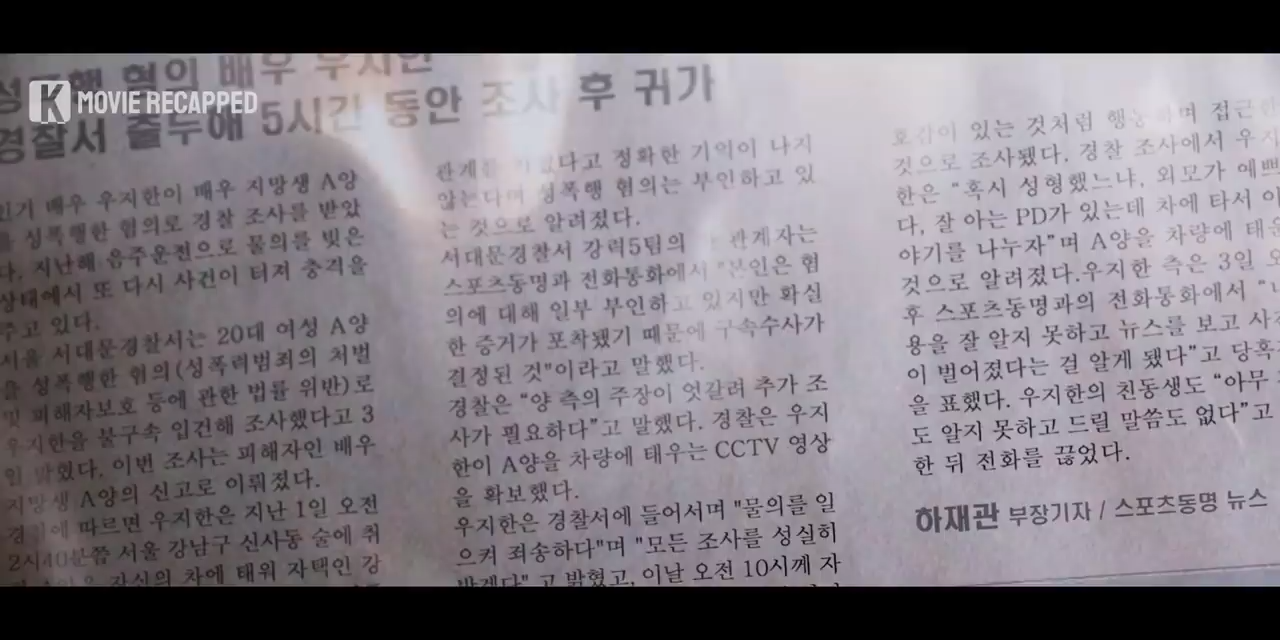 MOVIE RECAPPED
혐의 배우
경찰서 출두해 5시간 동안 조사 후 귀가
인기 배우 우지한이 배우 지망생 A양
을 성폭행한 혐의로 경찰 조사를 받았
다. 지난해 음주운전으로 물의를 빚은
상태에서 또 다시 사건이 터져 충격을
주고 있다.
서울 서대문경찰서는 20대 여성 A양
을 성폭행한 혐의(성폭력범죄의 처벌
및 피해자보호 등에 관한 법률 위반)로
우지한을 불구속 입건해 조사했다고 3
일 밝혔다. 이번 조사는 피해자인 배우
지망생 A양의 신고로 이뤄졌다.
경찰에 따르면 우지한은 지난 1일 오전
2시40분쯤 서울 강남구 신사동 술에 취
자신의 차에 태워 자택인 강
관계를 다고 정확한 기억이 나지
않는다며 성폭행 혐의는 부인하고 있
는 것으로 알려졌다.
서대문경찰서 강력5팀의 관계자는
스포츠동명과 전화통화에서 "본인은 혐
의에 대해 일부 부인하고 있지만 확실
한 증거가 포착됐기 때문에 구속수사가
결정된 것"이라고 말했다.
경찰은 "양 측의 주장이 엇갈려 추가 조
사가 필요하다"고 말했다. 경찰은 우지
한이 A양을 차량에 태우는 CCTV 영상
을 확보했다.
우지한은 경찰서에 들어서며 "물의를 일
으켜 죄송하다"며 "모든 조사를 성실히
받겠다" 고 밝혔고, 이날 오전 10시께 자
호감이 있는 것처럼 행동하며 접근한
것으로 조사됐다. 경찰 조사에서 우지
한은 "혹시 성형했느냐, 외모가 예쁘
다, 잘 아는 PD가 있는데 차에 타서 이
야기를 나누자"며 A양을 차량에 태운
것으로 알려졌다.우지한 측은 3일 오
후 스포츠동명과의 전화통화에서 "내
용을 잘 알지 못하고 뉴스를 보고 사건
이 벌어졌다는 걸 알게 됐다"고 당혹
을 표했다. 우지한의 친동생도 "아무
도 알지 못하고 드릴 말씀도 없다"고
한 뒤 전화를 끊었다.
하재관 부장기자 / 스포츠동명 뉴스